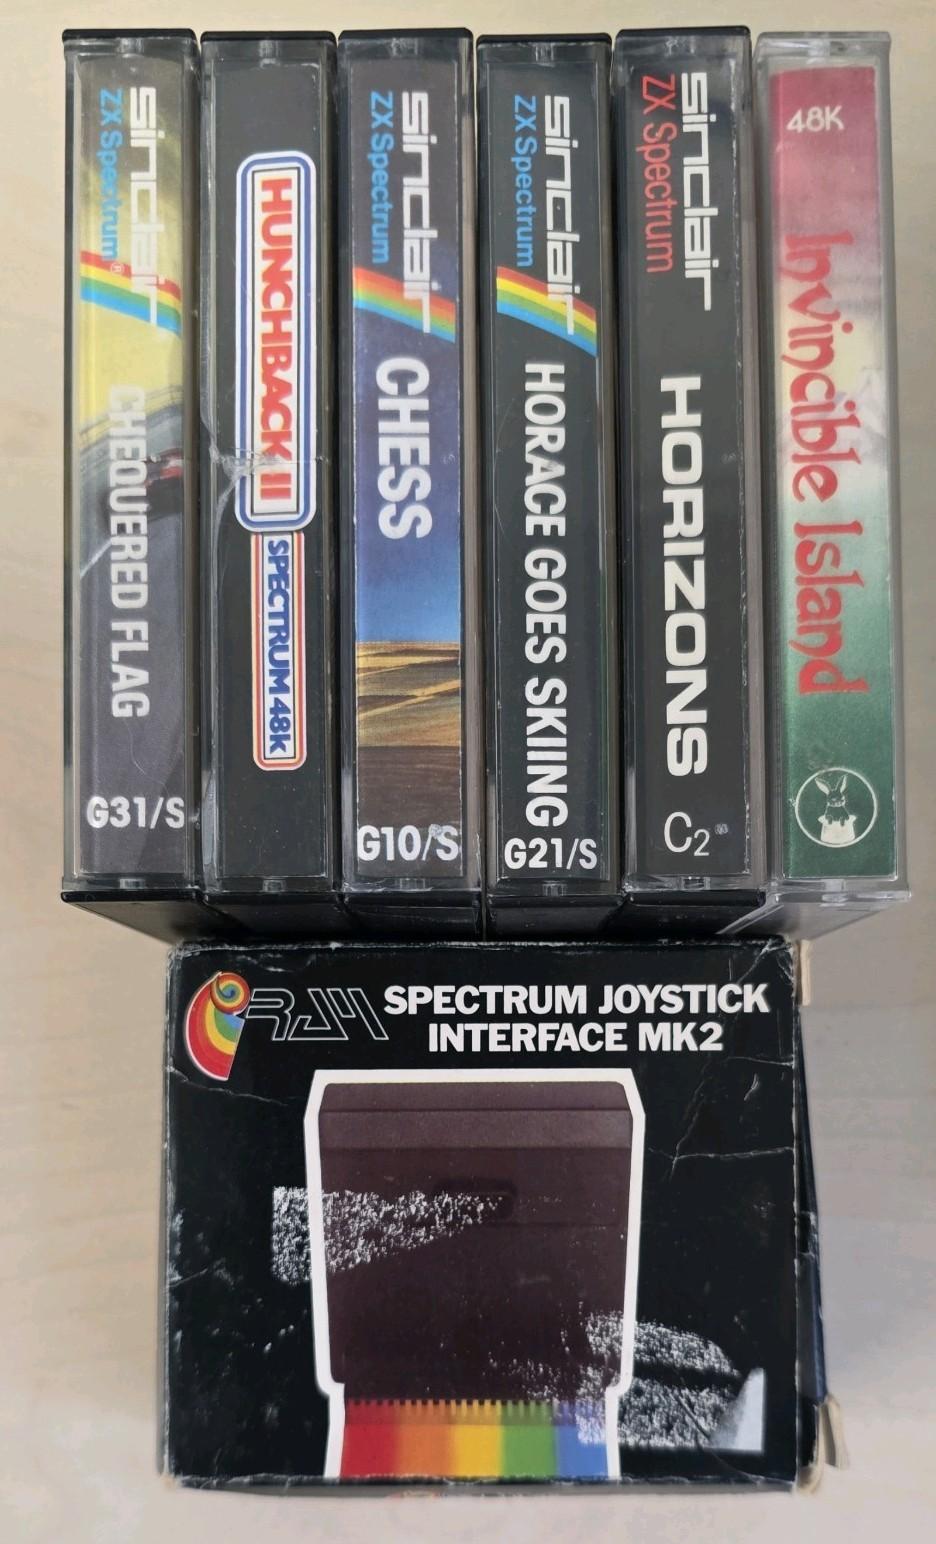 sinclair
ZX Spectrum®
CHEQUERED FLAG
G31/S
HUNCHBACK II
SPECTRUM 48k
sinclair
ZX Spectrum
CHESS
G10/S
sinclair
ZX Spectrum
HORACE GOES SKIING
G21/S
sinclair
ZX Spectrum
HORIZONS
C2
48K
Invincible Island
RAM SPECTRUM JOYSTICK
INTERFACE MK2